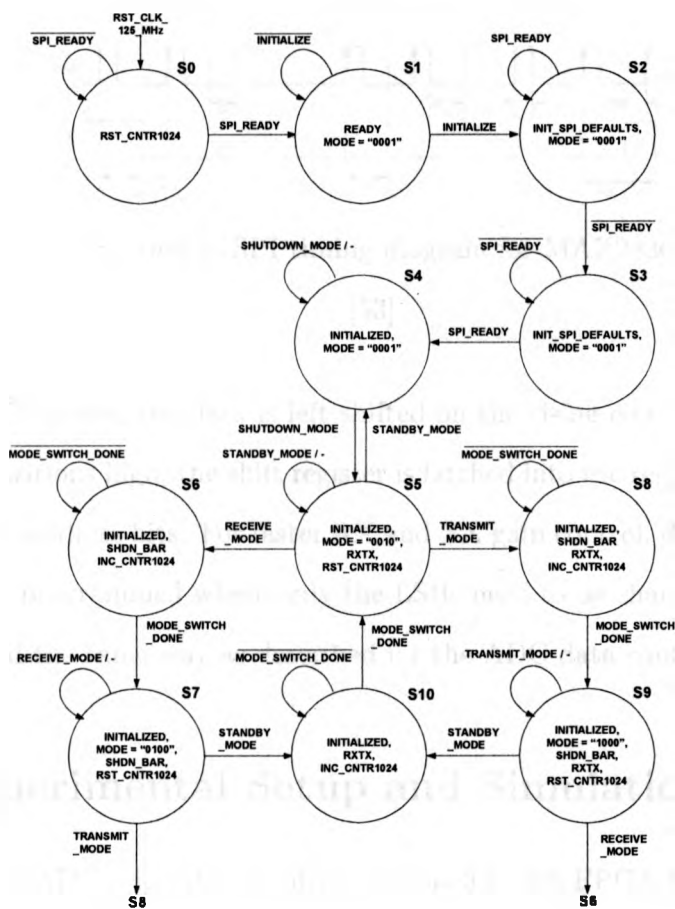 RST_CLK_
125_MHz
SPI_READY
S0
RST_CNTR1024
SPI_READY
INITIALIZE
S1
READY
MODE = "0001"
INITIALIZE
SPI_READY
S2
INIT_SPI_DEFAULTS,
MODE = "0001"
SPI_READY
SPI_READY
S3
INIT_SPI_DEFAULTS,
MODE = "0001"
SPI_READY
SHUTDOWN_MODE / -
S4
INITIALIZED,
MODE = "0001"
SHUTDOWN_MODE
STANDBY_MODE
MODE_SWITCH_DONE
S6
INITIALIZED,
SHDN_BAR
INC_CNTR1024
RECEIVE
_MODE
STANDBY_MODE / -
S5
INITIALIZED,
MODE = "0010",
RXTX,
RST_CNTR1024
TRANSMIT
_MODE
MODE_SWITCH_DONE
S8
INITIALIZED,
SHDN_BAR
RXTX,
INC_CNTR1024
MODE_SWITCH
_DONE
MODE_SWITCH
_DONE
MODE_SWITCH
_DONE
RECEIVE_MODE / -
S7
INITIALIZED,
MODE = "0100",
SHDN_BAR,
RST_CNTR1024
STANDBY
_MODE
MODE_SWITCH_DONE
S10
INITIALIZED,
RXTX,
INC_CNTR1024
STANDBY
_MODE
TRANSMIT_MODE / -
S9
INITIALIZED,
MODE = "1000",
SHDN_BAR,
RXTX,
RST_CNTR1024
TRANSMIT
_MODE
S8
RECEIVE
_MODE
S6